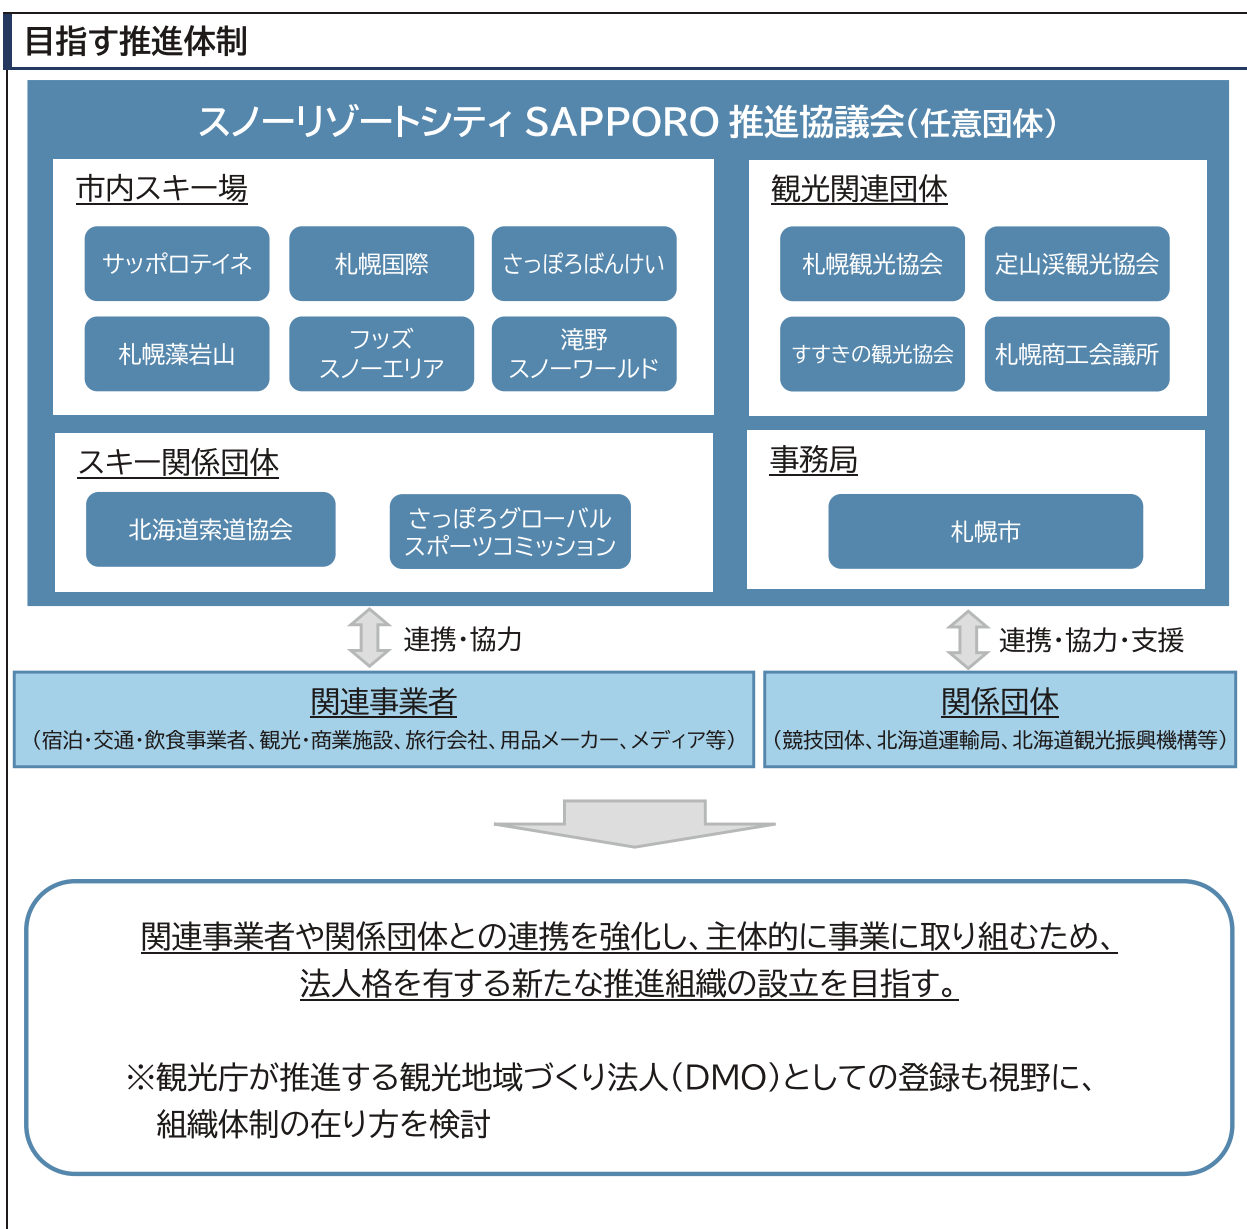 目指す推進体制
スノーリゾートシティ SAPPORO 推進協議会（任意団体）
市内スキー場
サッポロテイネ
札幌国際
さっぽろばんけい
札幌藻岩山
フッズ
スノーエリア
滝野
スノーワールド
観光関連団体
札幌観光協会
定山渓観光協会
すすきの観光協会
札幌商工会議所
スキー関係団体
北海道索道協会
さっぽろグローバル
スポーツコミッション
事務局
札幌市
連携・協力
連携・協力・支援
関連事業者
（宿泊・交通・飲食事業者、観光・商業施設、旅行会社、用品メーカー、メディア等）
関係団体
（競技団体、北海道運輸局、北海道観光振興機構等）
関連事業者や関係団体との連携を強化し、主体的に事業に取り組むため、
法人格を有する新たな推進組織の設立を目指す。
※観光庁が推進する観光地域づくり法人（DMO）としての登録も視野に、
組織体制の在り方を検討